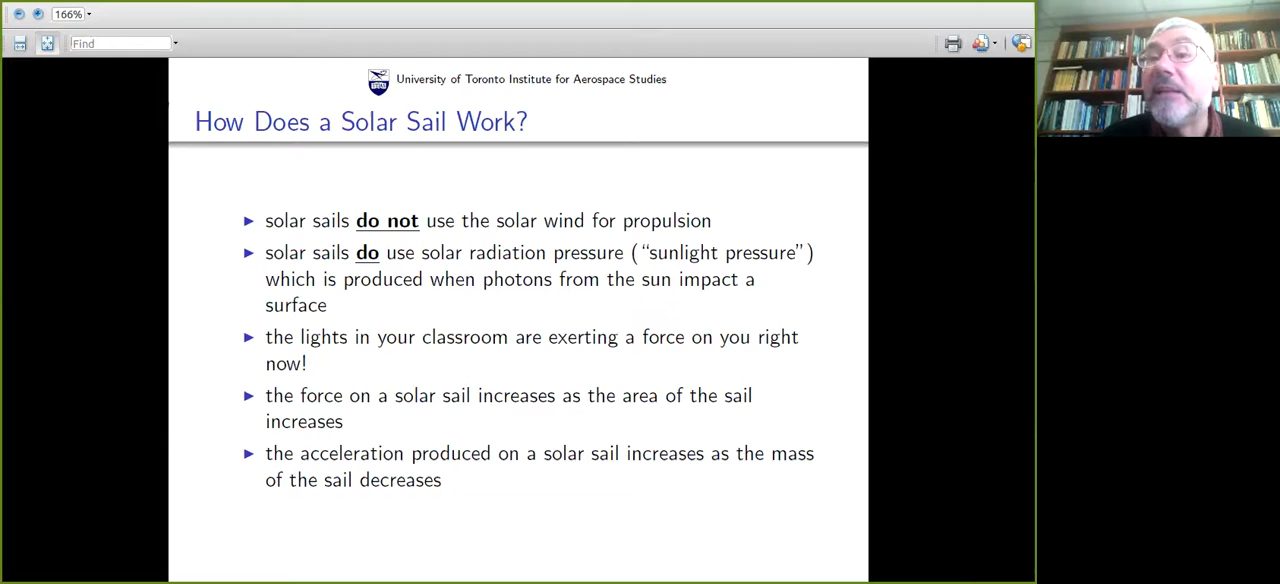 166%
Find
University of Toronto Institute for Aerospace Studies
How Does a Solar Sail Work?
solar sails do not use the solar wind for propulsion
solar sails do use solar radiation pressure (“sunlight pressure”)
which is produced when photons from the sun impact a
surface
the lights in your classroom are exerting a force on you right
now!
the force on a solar sail increases as the area of the sail
increases
the acceleration produced on a solar sail increases as the mass
of the sail decreases